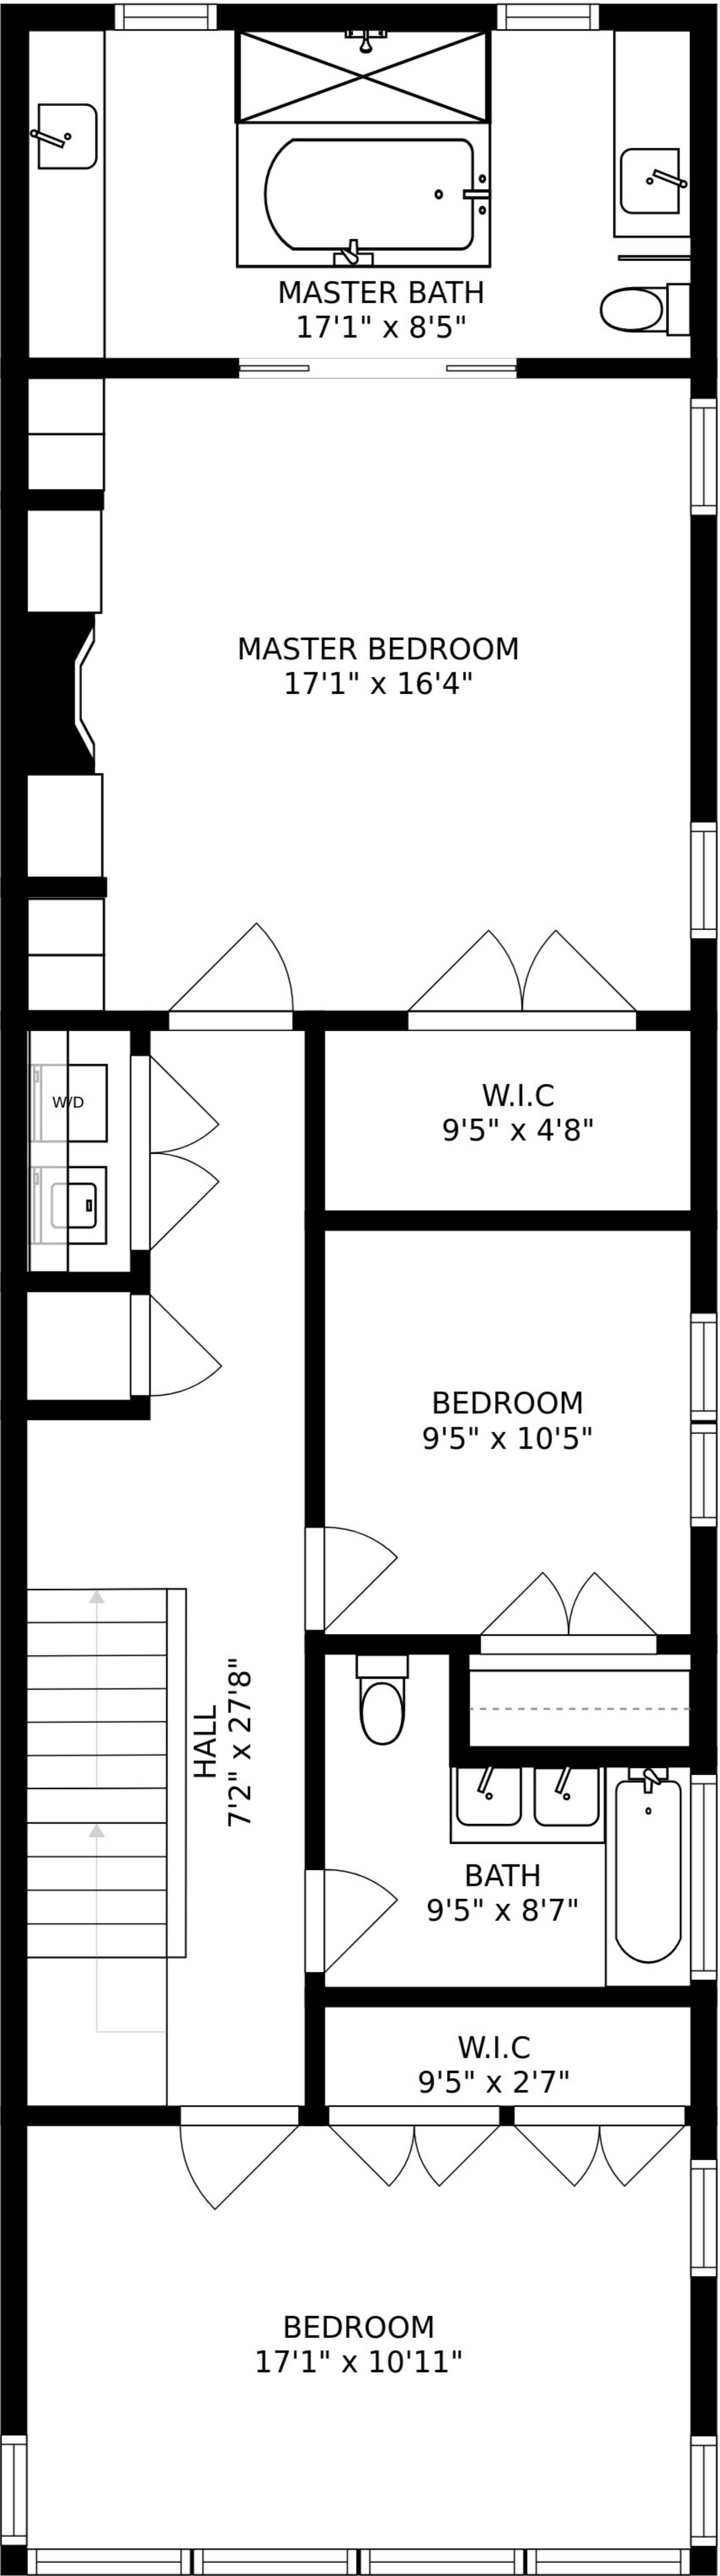 MASTER BATH
17'1" x 8'5"
MASTER BEDROOM
17'1" x 16'4"
W/D
W.I.C
9'5" x 4'8"
BEDROOM
9'5" x 10'5"
HALL
7'2" x 27'8"
BATH
9'5" x 8'7"
W.I.C
9'5" x 2'7"
BEDROOM
17'1" x 10'11"